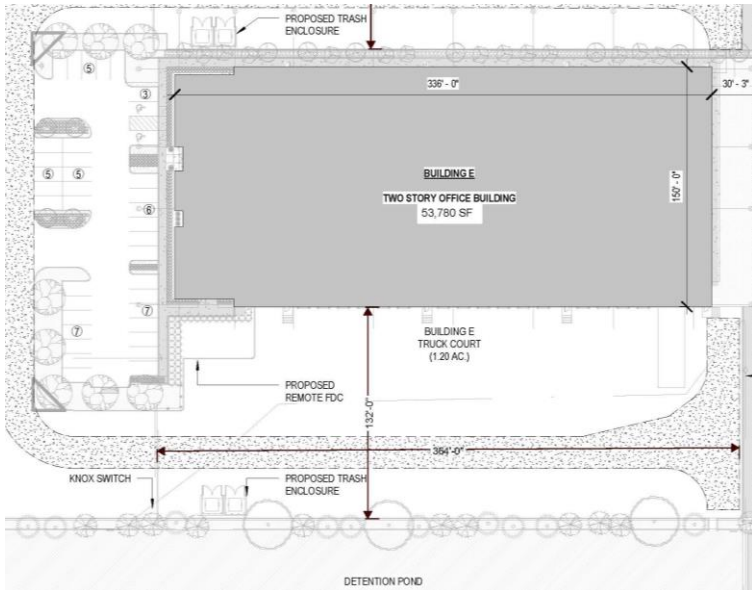 PROPOSED TRASH
ENCLOSURE
5
3
336' - 0"
30' - 3"
BUILDING E
TWO STORY OFFICE BUILDING
53,780 SF
150' - 0"
5
5
6
7
7
BUILDING E
TRUCK COURT
(1.20 AC.)
PROPOSED
REMOTE FDC
132'-0"
364'-0"
KNOX SWITCH
PROPOSED TRASH
ENCLOSURE
DETENTION POND